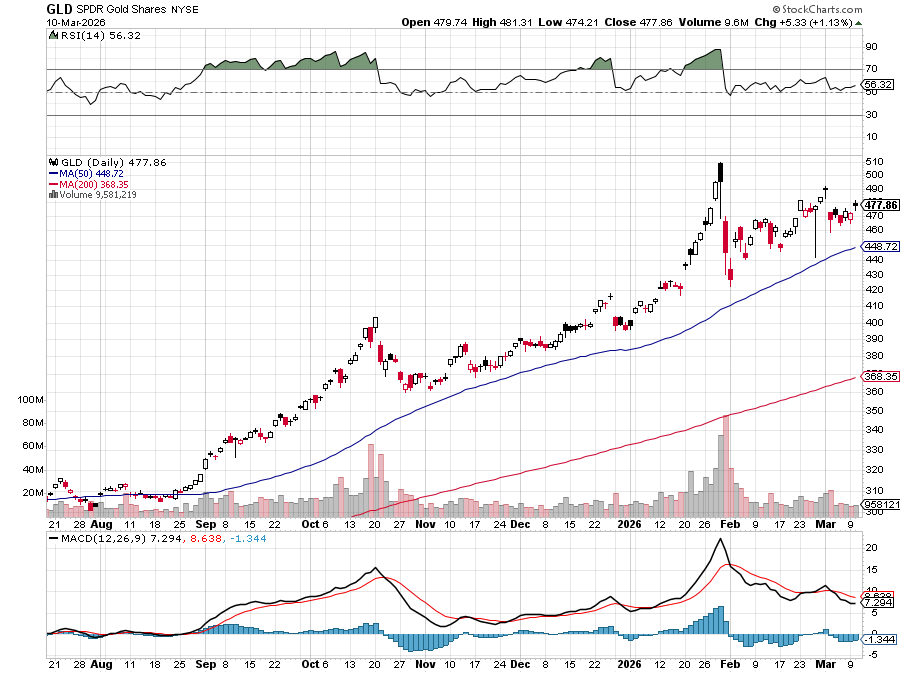 GLD SPDR Gold Shares NYSE
© StockCharts.com
10-Mar-2026
Open 479.74 High 481.31 Low 474.21 Close 477.86 Volume 9.6M Chg +5.33 (+1.13%)
RSI(14) 56.32
90
70
56.32
50
30
10
GLD (Daily) 477.86
MA(50) 448.72
MA(200) 368.35
Volume 9,581,219
510
500
490
480
477.86
470
460
448.72
440
430
420
410
400
390
380
368.35
360
350
340
330
320
310
300
100M
80M
60M
40M
20M
958121
21 28 Aug 11 18 25 Sep 8 15 22 Oct 6 13 20 27 Nov 10 17 24 Dec 8 15 22 2026 12 20 26 Feb 9 17 23 Mar 9
MACD(12,26,9) 7.294, 8.638, -1.344
20
15
10
8.638
7.294
5
0
-1.344
-5
21 28 Aug 11 18 25 Sep 8 15 22 Oct 6 13 20 27 Nov 10 17 24 Dec 8 15 22 2026 12 20 26 Feb 9 17 23 Mar 9